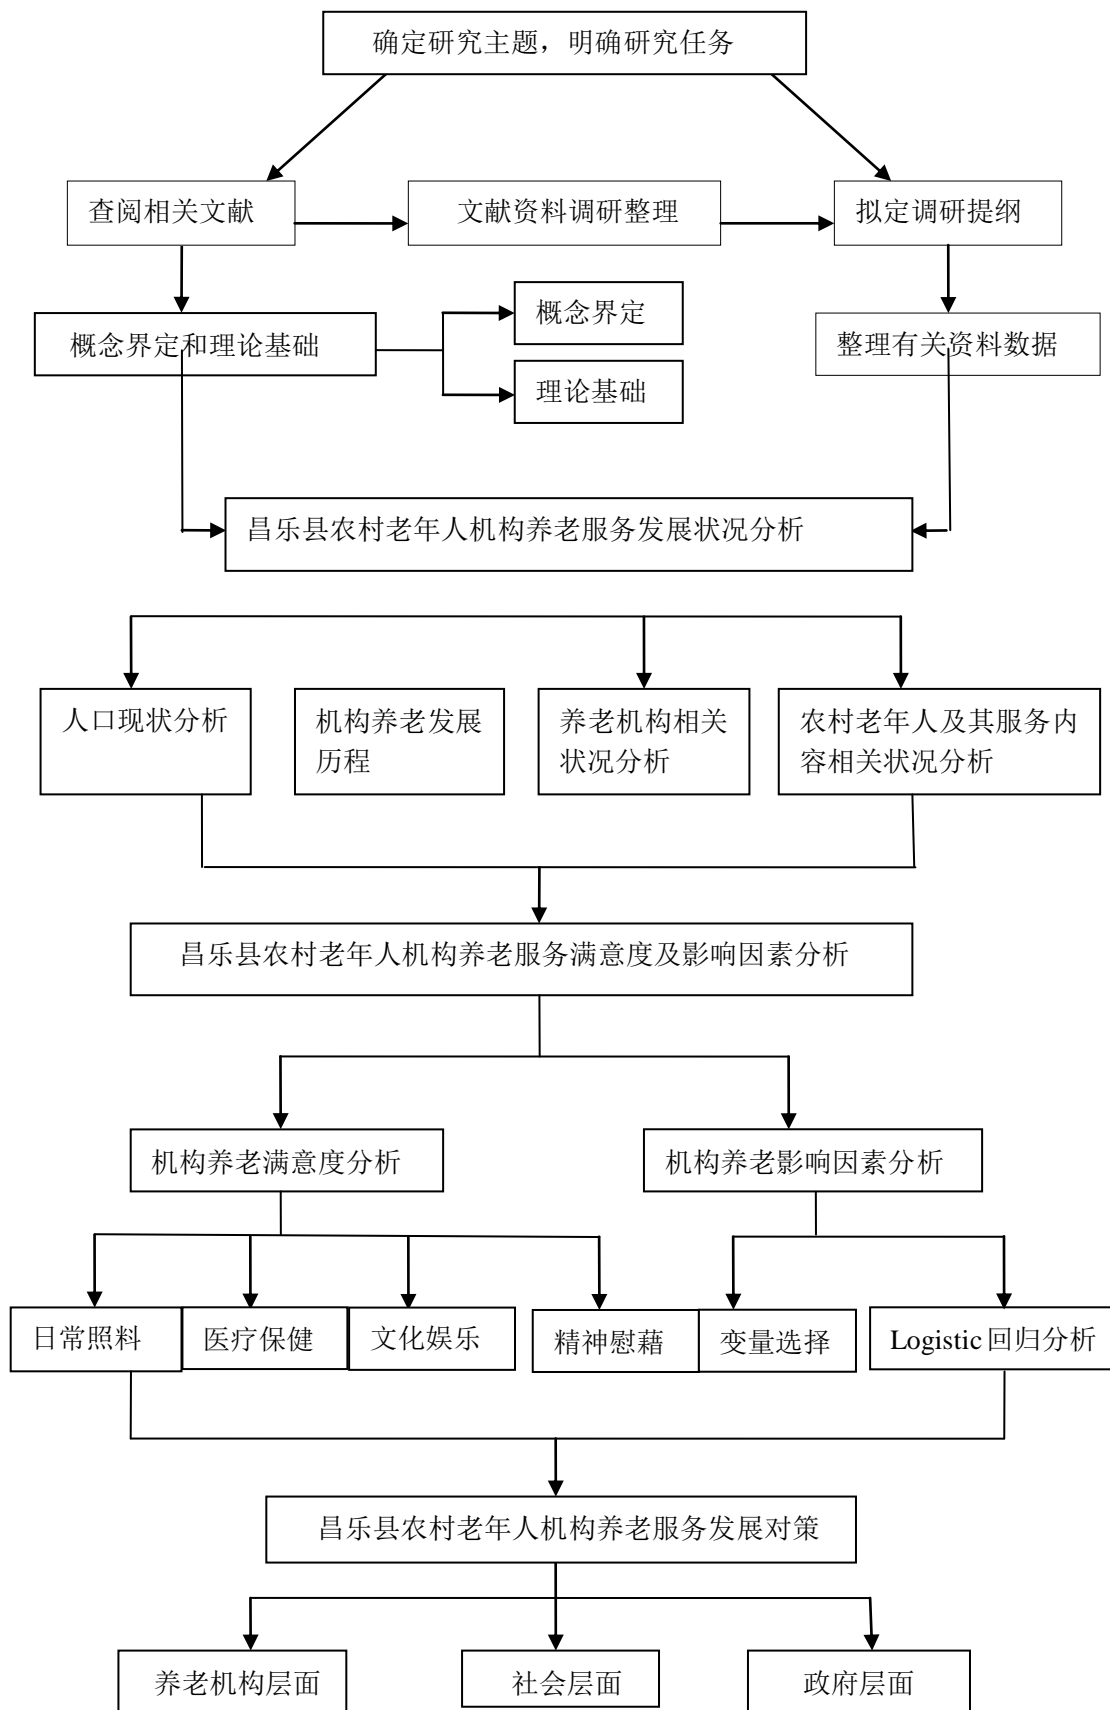 确定研究主题，明确研究任务
查阅相关文献
文献资料调研整理
拟定调研提纲
概念界定和理论基础
概念界定
理论基础
整理有关资料数据
昌乐县农村老年人机构养老服务发展状况分析
人口现状分析
机构养老发展
历程
养老机构相关
状况分析
农村老年人及其服务内
容相关状况分析
昌乐县农村老年人机构养老服务满意度及影响因素分析
机构养老满意度分析
机构养老影响因素分析
日常照料
医疗保健
文化娱乐
精神慰藉
变量选择
Logistic 回归分析
昌乐县农村老年人机构养老服务发展对策
养老机构层面
社会层面
政府层面